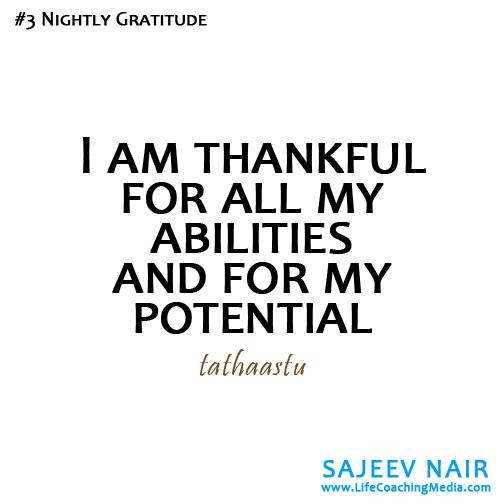 #3 Nightly Gratitude
I am thankful
for all my
abilities
and for my
potential
tathaastu
SAJEEV NAIR
www.LifeCoachingMedia.com